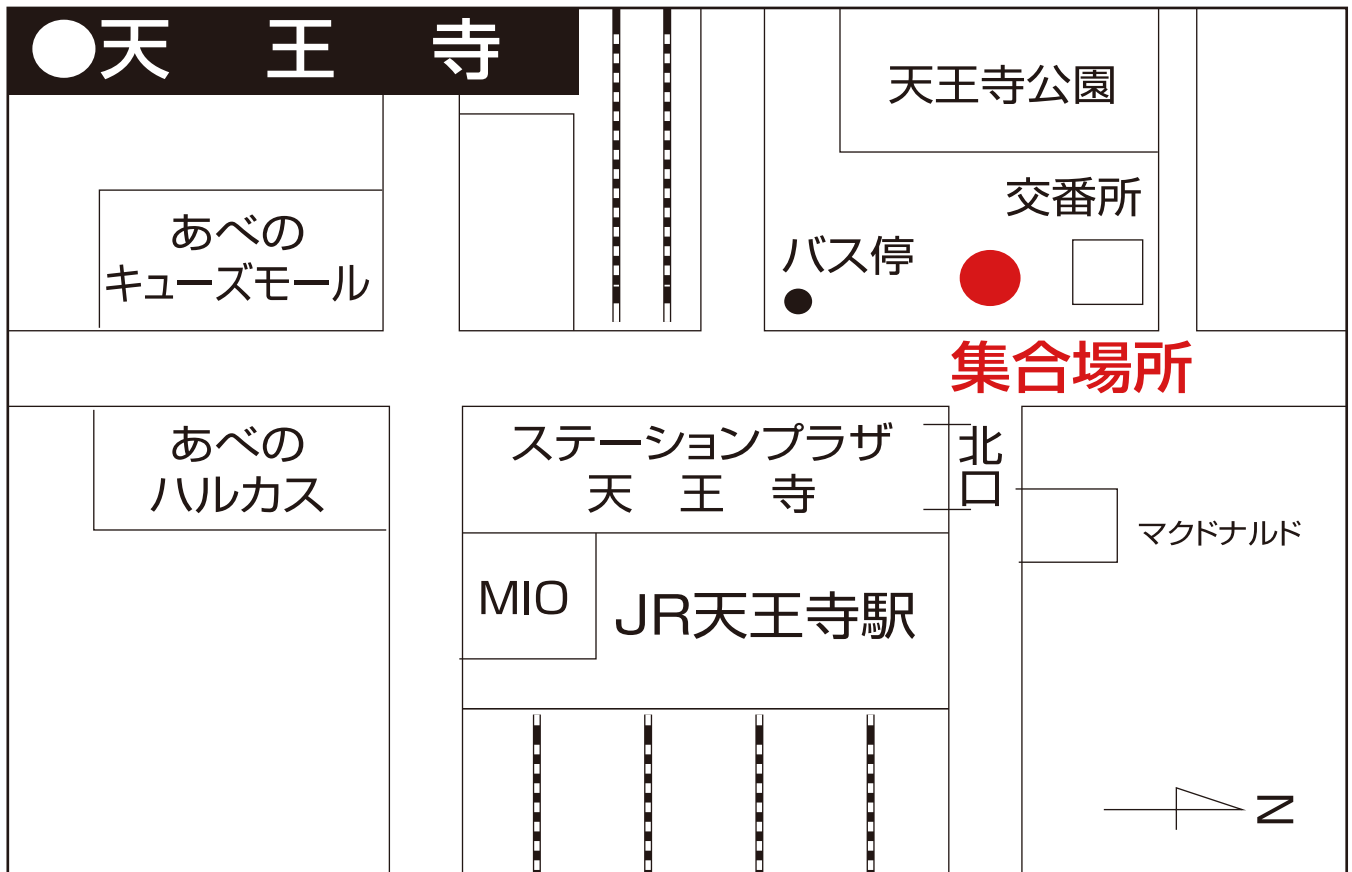 ●天王寺
天王寺公園
交番所
バス停
あべの
キューズモール
集合場所
あべの
ハルカス
ステーションプラザ
天王寺
北口
マクドナルド
MIO
JR天王寺駅
N